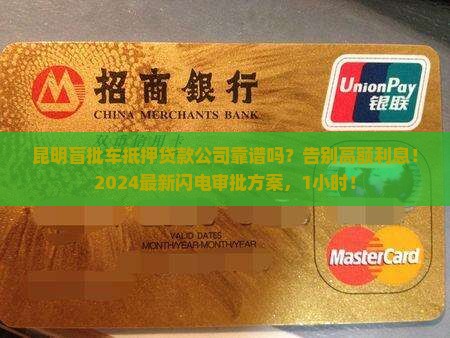 招商銀行
CHINA MERCHANTS BANK
UnionPay
银联
昆明盲批车抵押贷款公司靠谱吗？告别高额利息！
2024最新闪电审批方案，1小时！
VALID DATES
MONTH/YEAR-MONTH/YEAR
MasterCard